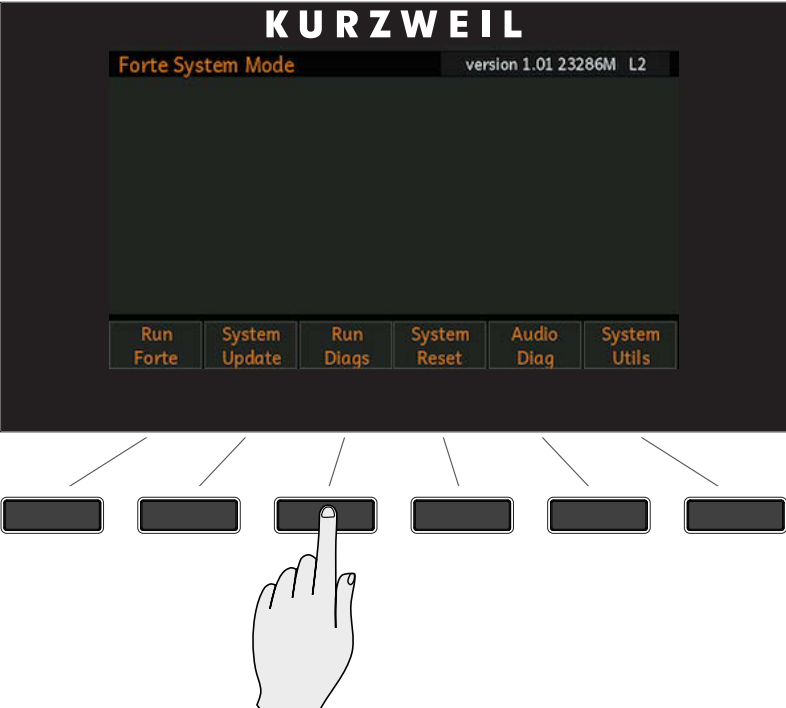 KURZWEIL
Forte System Mode version 1.01 23286M L2
Run System Run System Audio System
Forte Update Diags Reset Diag Utils